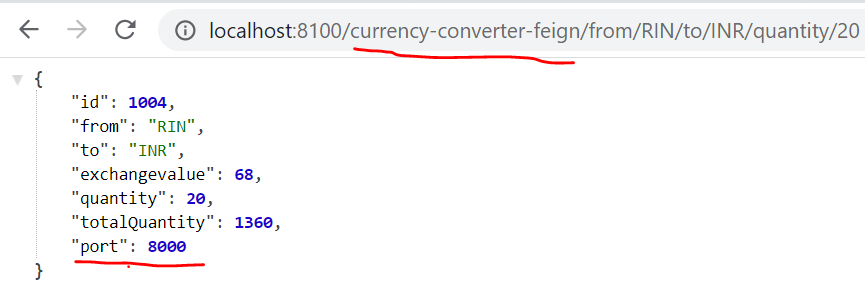 localhost:8100/currency-converter-feign/from/RIN/to/INR/quantity/20
{
"id": 1004,
"from": "RIN",
"to": "INR",
"exchangevalue": 68,
"quantity": 20,
"totalQuantity": 1360,
"port": 8000
}